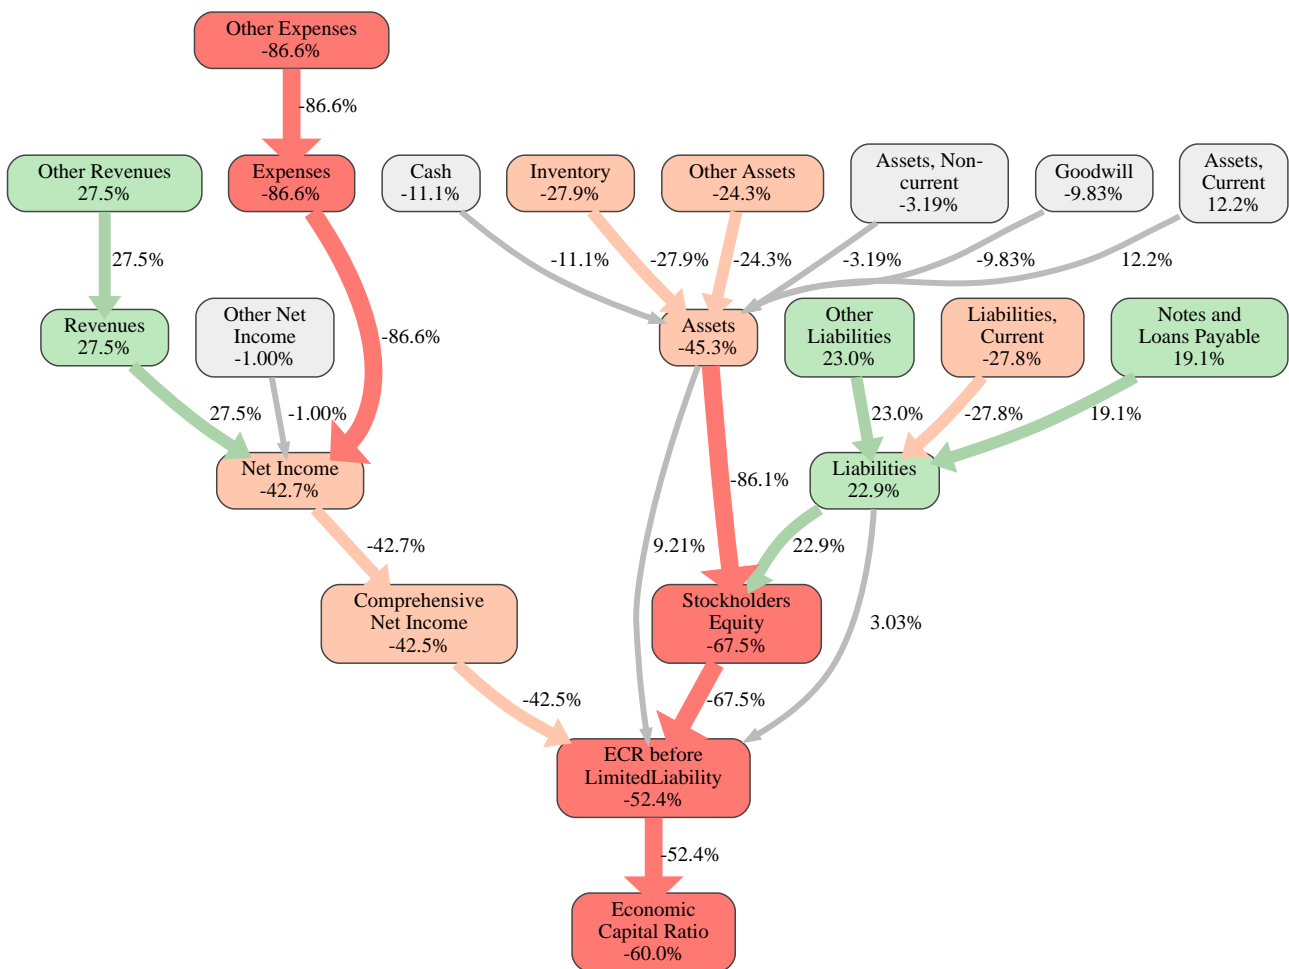 Other Expenses
-86.6%
-86.6%
Other Revenues
27.5%
Expenses
-86.6%
Cash
-11.1%
Inventory
-27.9%
Other Assets
-24.3%
Assets, Non-
current
-3.19%
Goodwill
-9.83%
Assets,
Current
12.2%
27.5%
-11.1%
-27.9%
-24.3%
-3.19%
-9.83%
12.2%
Revenues
27.5%
Other Net
Income
-1.00%
-86.6%
Assets
-45.3%
Other
Liabilities
23.0%
Liabilities,
Current
-27.8%
Notes and
Loans Payable
19.1%
27.5%
-1.00%
23.0%
-27.8%
19.1%
Net Income
-42.7%
-86.1%
Liabilities
22.9%
-42.7%
9.21%
22.9%
Comprehensive
Net Income
-42.5%
Stockholders
Equity
-67.5%
3.03%
-42.5%
-67.5%
ECR before
LimitedLiability
-52.4%
-52.4%
Economic
Capital Ratio
-60.0%